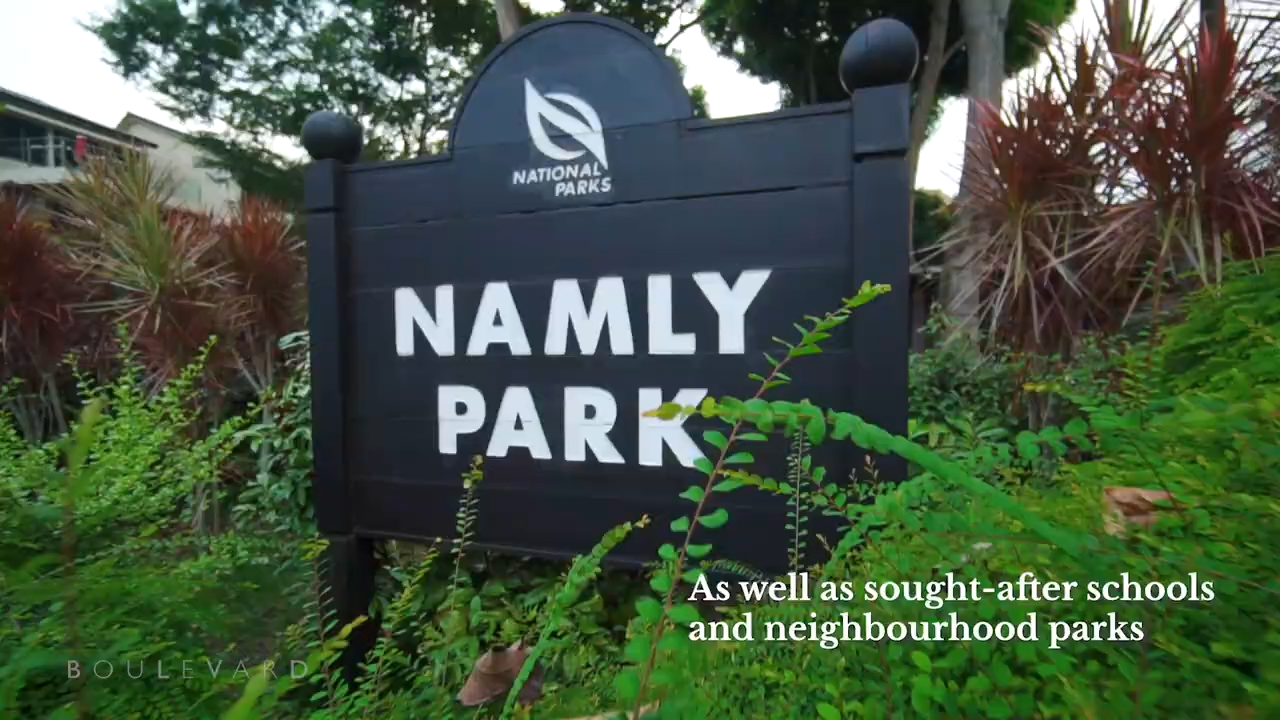 NATIONAL
PARKS
NAMLY
PARK
As well as sought-after schools
and neighbourhood parks
BOULEVARD